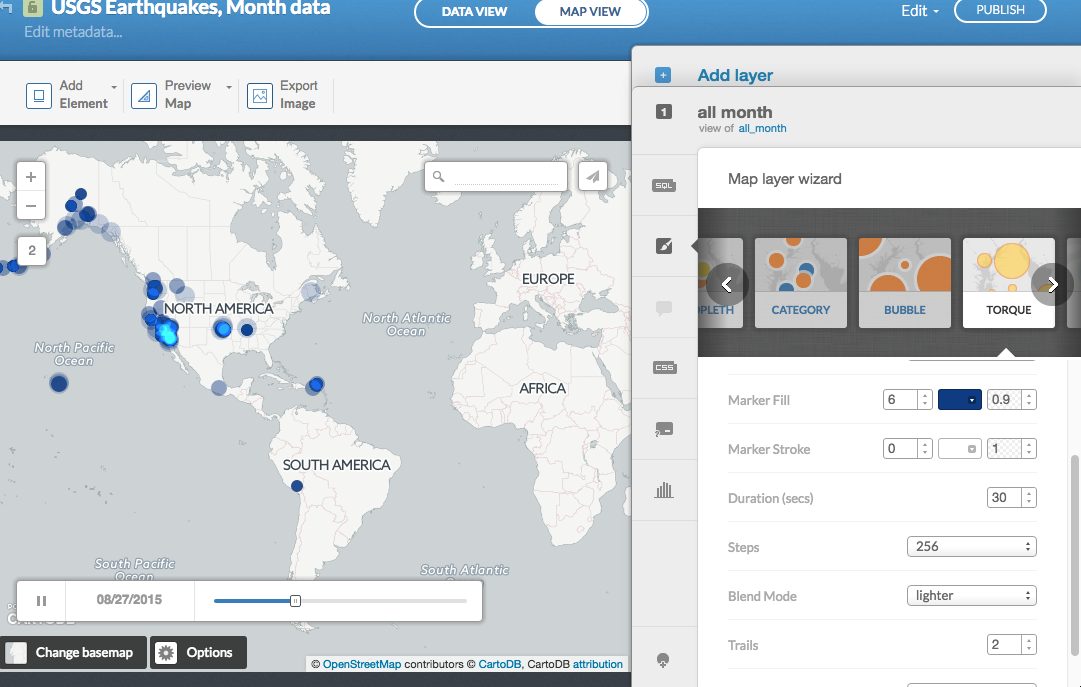 USGS Earthquakes, Month data
Edit metadata...
DATA VIEW
MAP VIEW
Edit
PUBLISH
Add
Element
Preview
Map
Export
Image
+
−
2
NORTH AMERICA
North Pacific
Ocean
North Atlantic
Ocean
EUROPE
AFRICA
SOUTH AMERICA
South Pacific
Ocean
South Atlantic
08/27/2015
CARTODB
Change basemap
Options
© OpenStreetMap contributors © CartoDB, CartoDB attribution
Add layer
1
all month
view of all_month
SQL
CSS
Map layer wizard
CATEGORY
BUBBLE
TORQUE
Marker Fill
6
0.9
Marker Stroke
0
1
Duration (secs)
30
Steps
256
Blend Mode
lighter
Trails
2